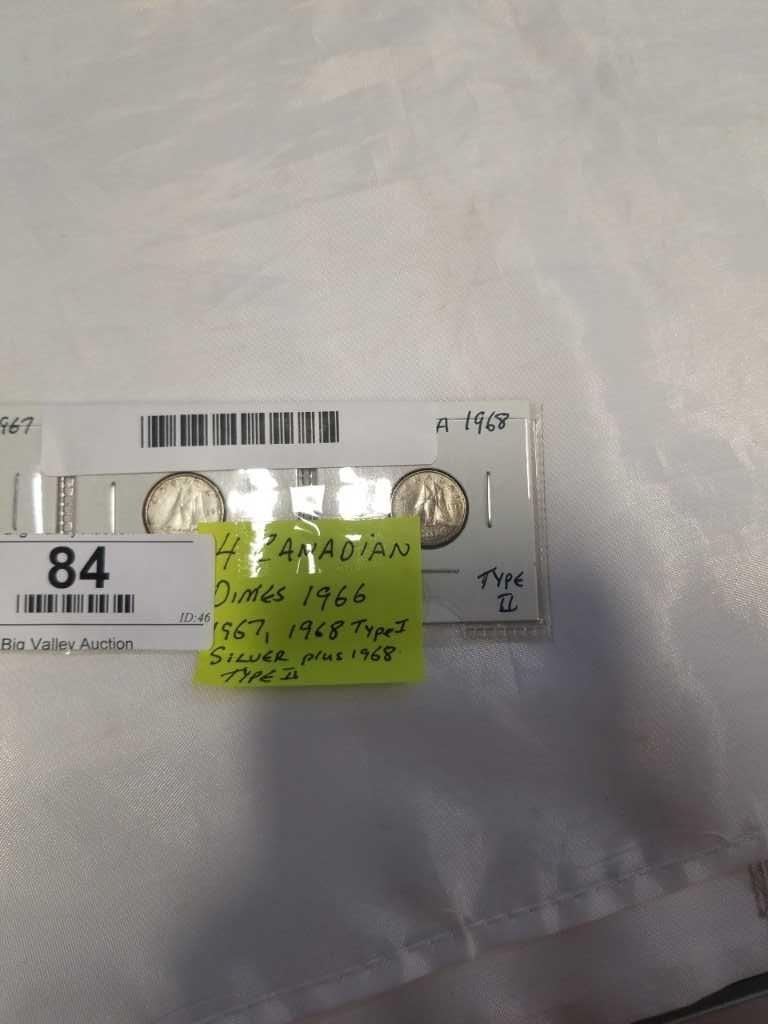 967
A 1968
84
ID:46
Big Valley Auction
TYPE
II
4 CANADIAN
DIMES 1966
1967, 1968 Type I
SILVER plus 1968
TYPE II